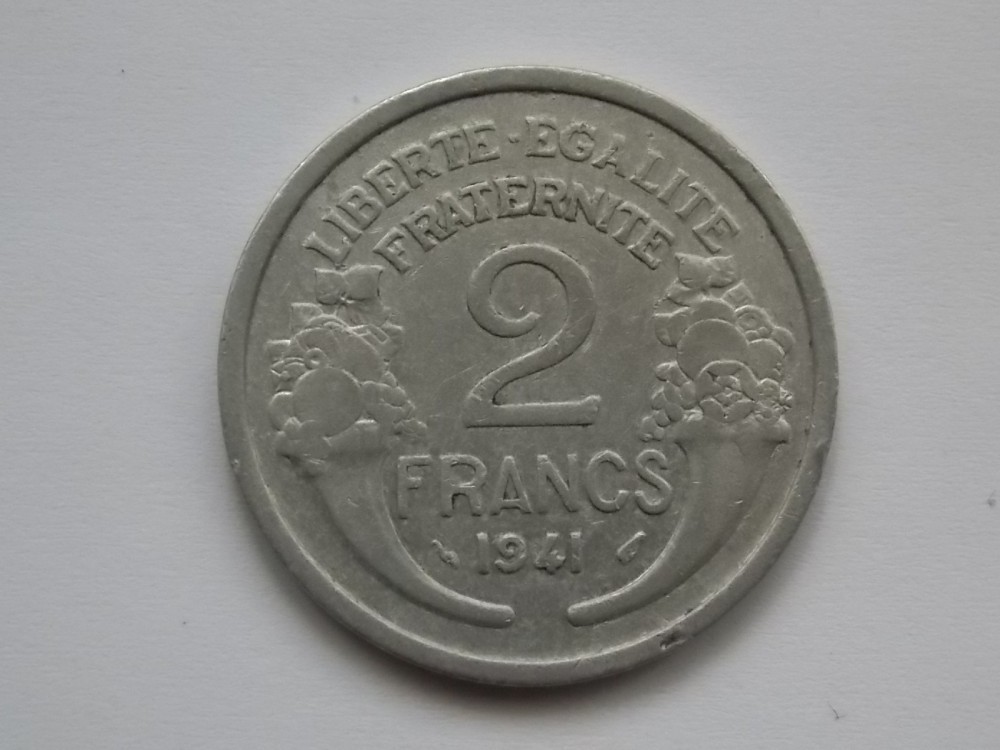 LIBERTE·EGALITE
FRATERNITE
2
FRANCS
1941